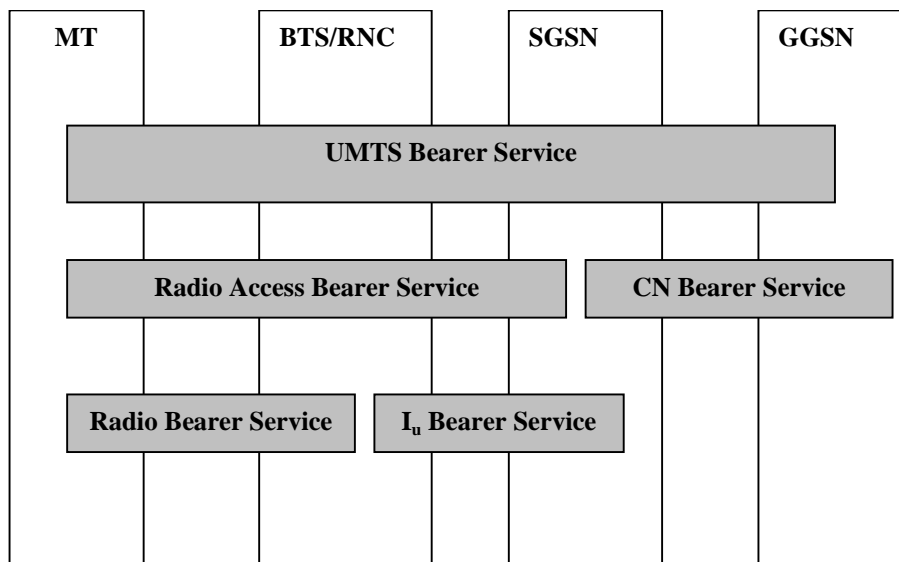 MT BTS/RNC SGSN GGSN
UMTS Bearer Service
Radio Access Bearer Service CN Bearer Service
Radio Bearer Service Iu Bearer Service